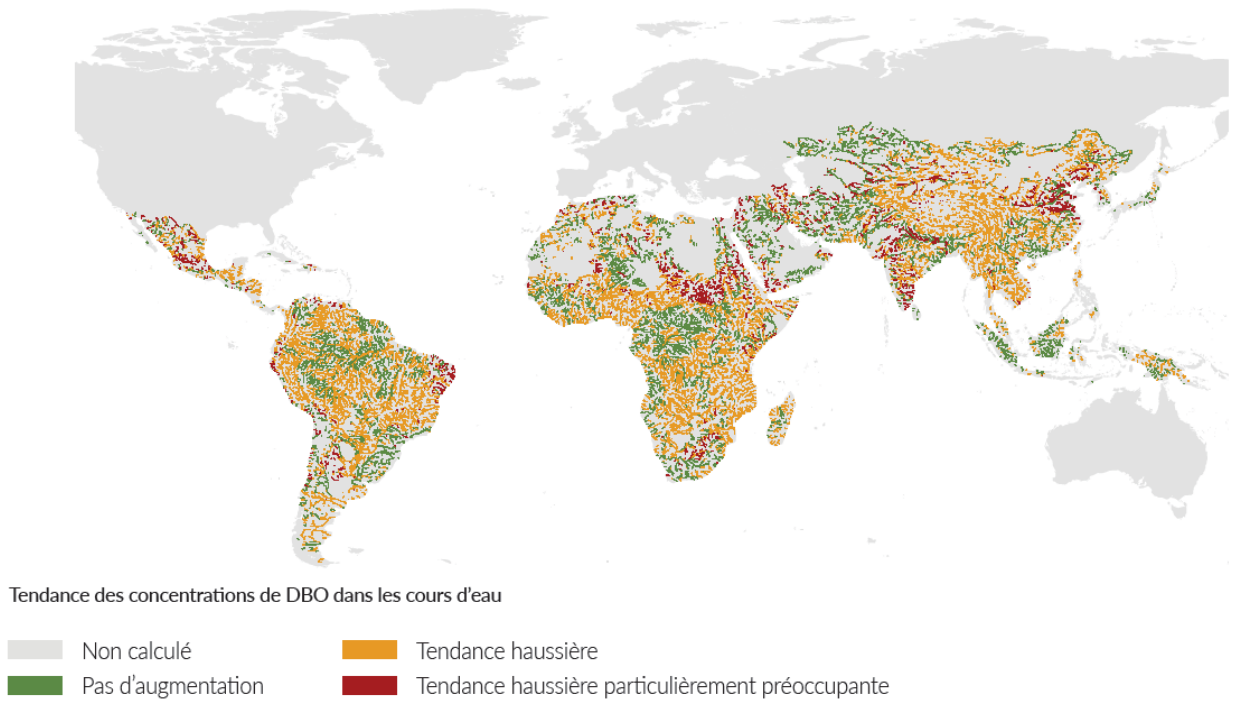 Tendance des concentrations de DBO dans les cours d'eau
Non calculé
Tendance haussière
Pas d'augmentation
Tendance haussière particulièrement préoccupante